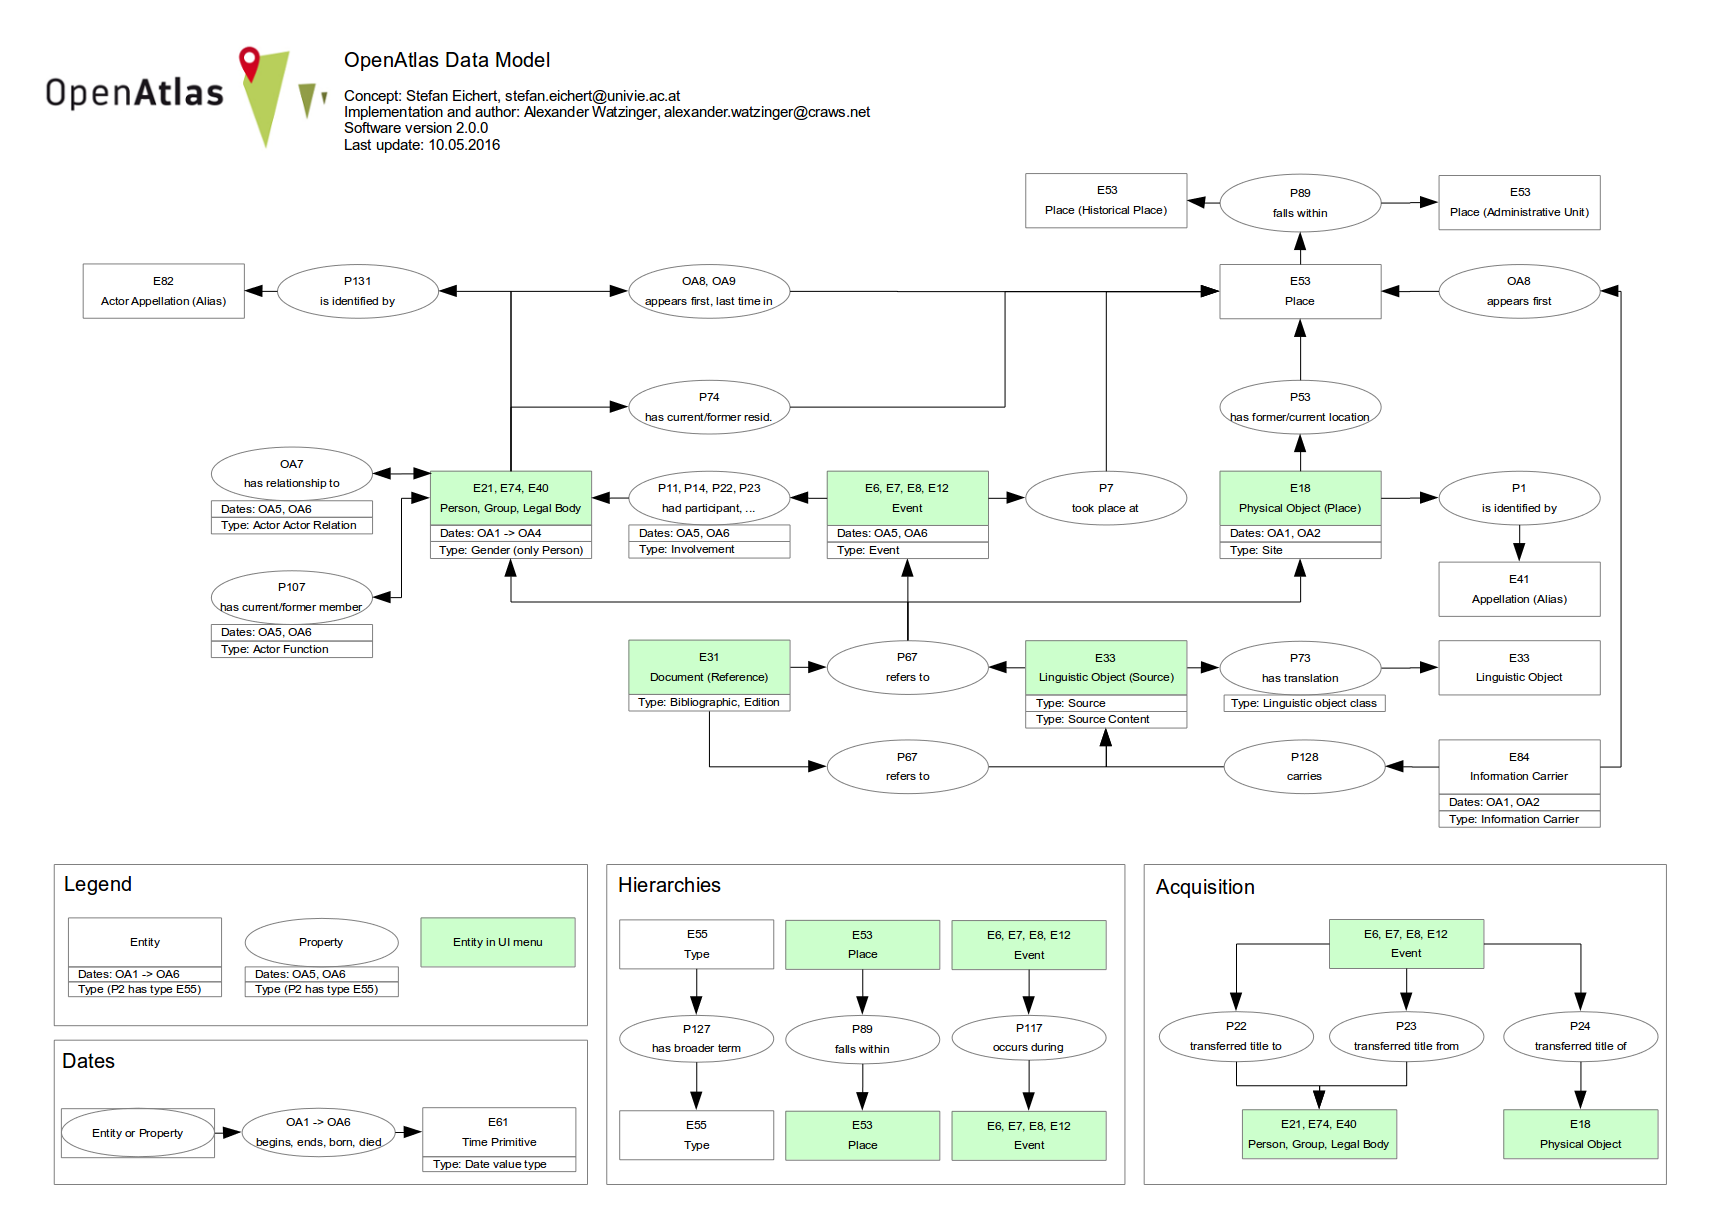 OpenAtlas
OpenAtlas Data Model
Concept: Stefan Eichert, stefan.eichert@univie.ac.at
Implementation and author: Alexander Watzinger, alexander.watzinger@craws.net
Software version 2.0.0
Last update: 10.05.2016
E53
Place (Historical Place)
P89
falls within
E53
Place (Administrative Unit)
E82
Actor Appellation (Alias)
P131
is identified by
OA8, OA9
appears first, last time in
E53
Place
OA8
appears first
P74
has current/former resid.
P53
has former/current location
OA7
has relationship to
Dates: OA5, OA6
Type: Actor Actor Relation
E21, E74, E40
Person, Group, Legal Body
Dates: OA1 -> OA4
Type: Gender (only Person)
P11, P14, P22, P23
had participant, ...
Dates: OA5, OA6
Type: Involvement
E6, E7, E8, E12
Event
Dates: OA5, OA6
Type: Event
P7
took place at
E18
Physical Object (Place)
Dates: OA1, OA2
Type: Site
P1
is identified by
P107
has current/former member
Dates: OA5, OA6
Type: Actor Function
E41
Appellation (Alias)
E31
Document (Reference)
Type: Bibliographic, Edition
P67
refers to
E33
Linguistic Object (Source)
Type: Source
Type: Source Content
P73
has translation
Type: Linguistic object class
E33
Linguistic Object
P67
refers to
P128
carries
E84
Information Carrier
Dates: OA1, OA2
Type: Information Carrier
Legend
Entity
Dates: OA1 -> OA6
Type (P2 has type E55)
Property
Dates: OA5, OA6
Type (P2 has type E55)
Entity in UI menu
Dates
Entity or Property
OA1 -> OA6
begins, ends, born, died
E61
Time Primitive
Type: Date value type
Hierarchies
E55
Type
E53
Place
E6, E7, E8, E12
Event
P127
has broader term
P89
falls within
P117
occurs during
E55
Type
E53
Place
E6, E7, E8, E12
Event
Acquisition
E6, E7, E8, E12
Event
P22
transferred title to
P23
transferred title from
P24
transferred title of
E21, E74, E40
Person, Group, Legal Body
E18
Physical Object